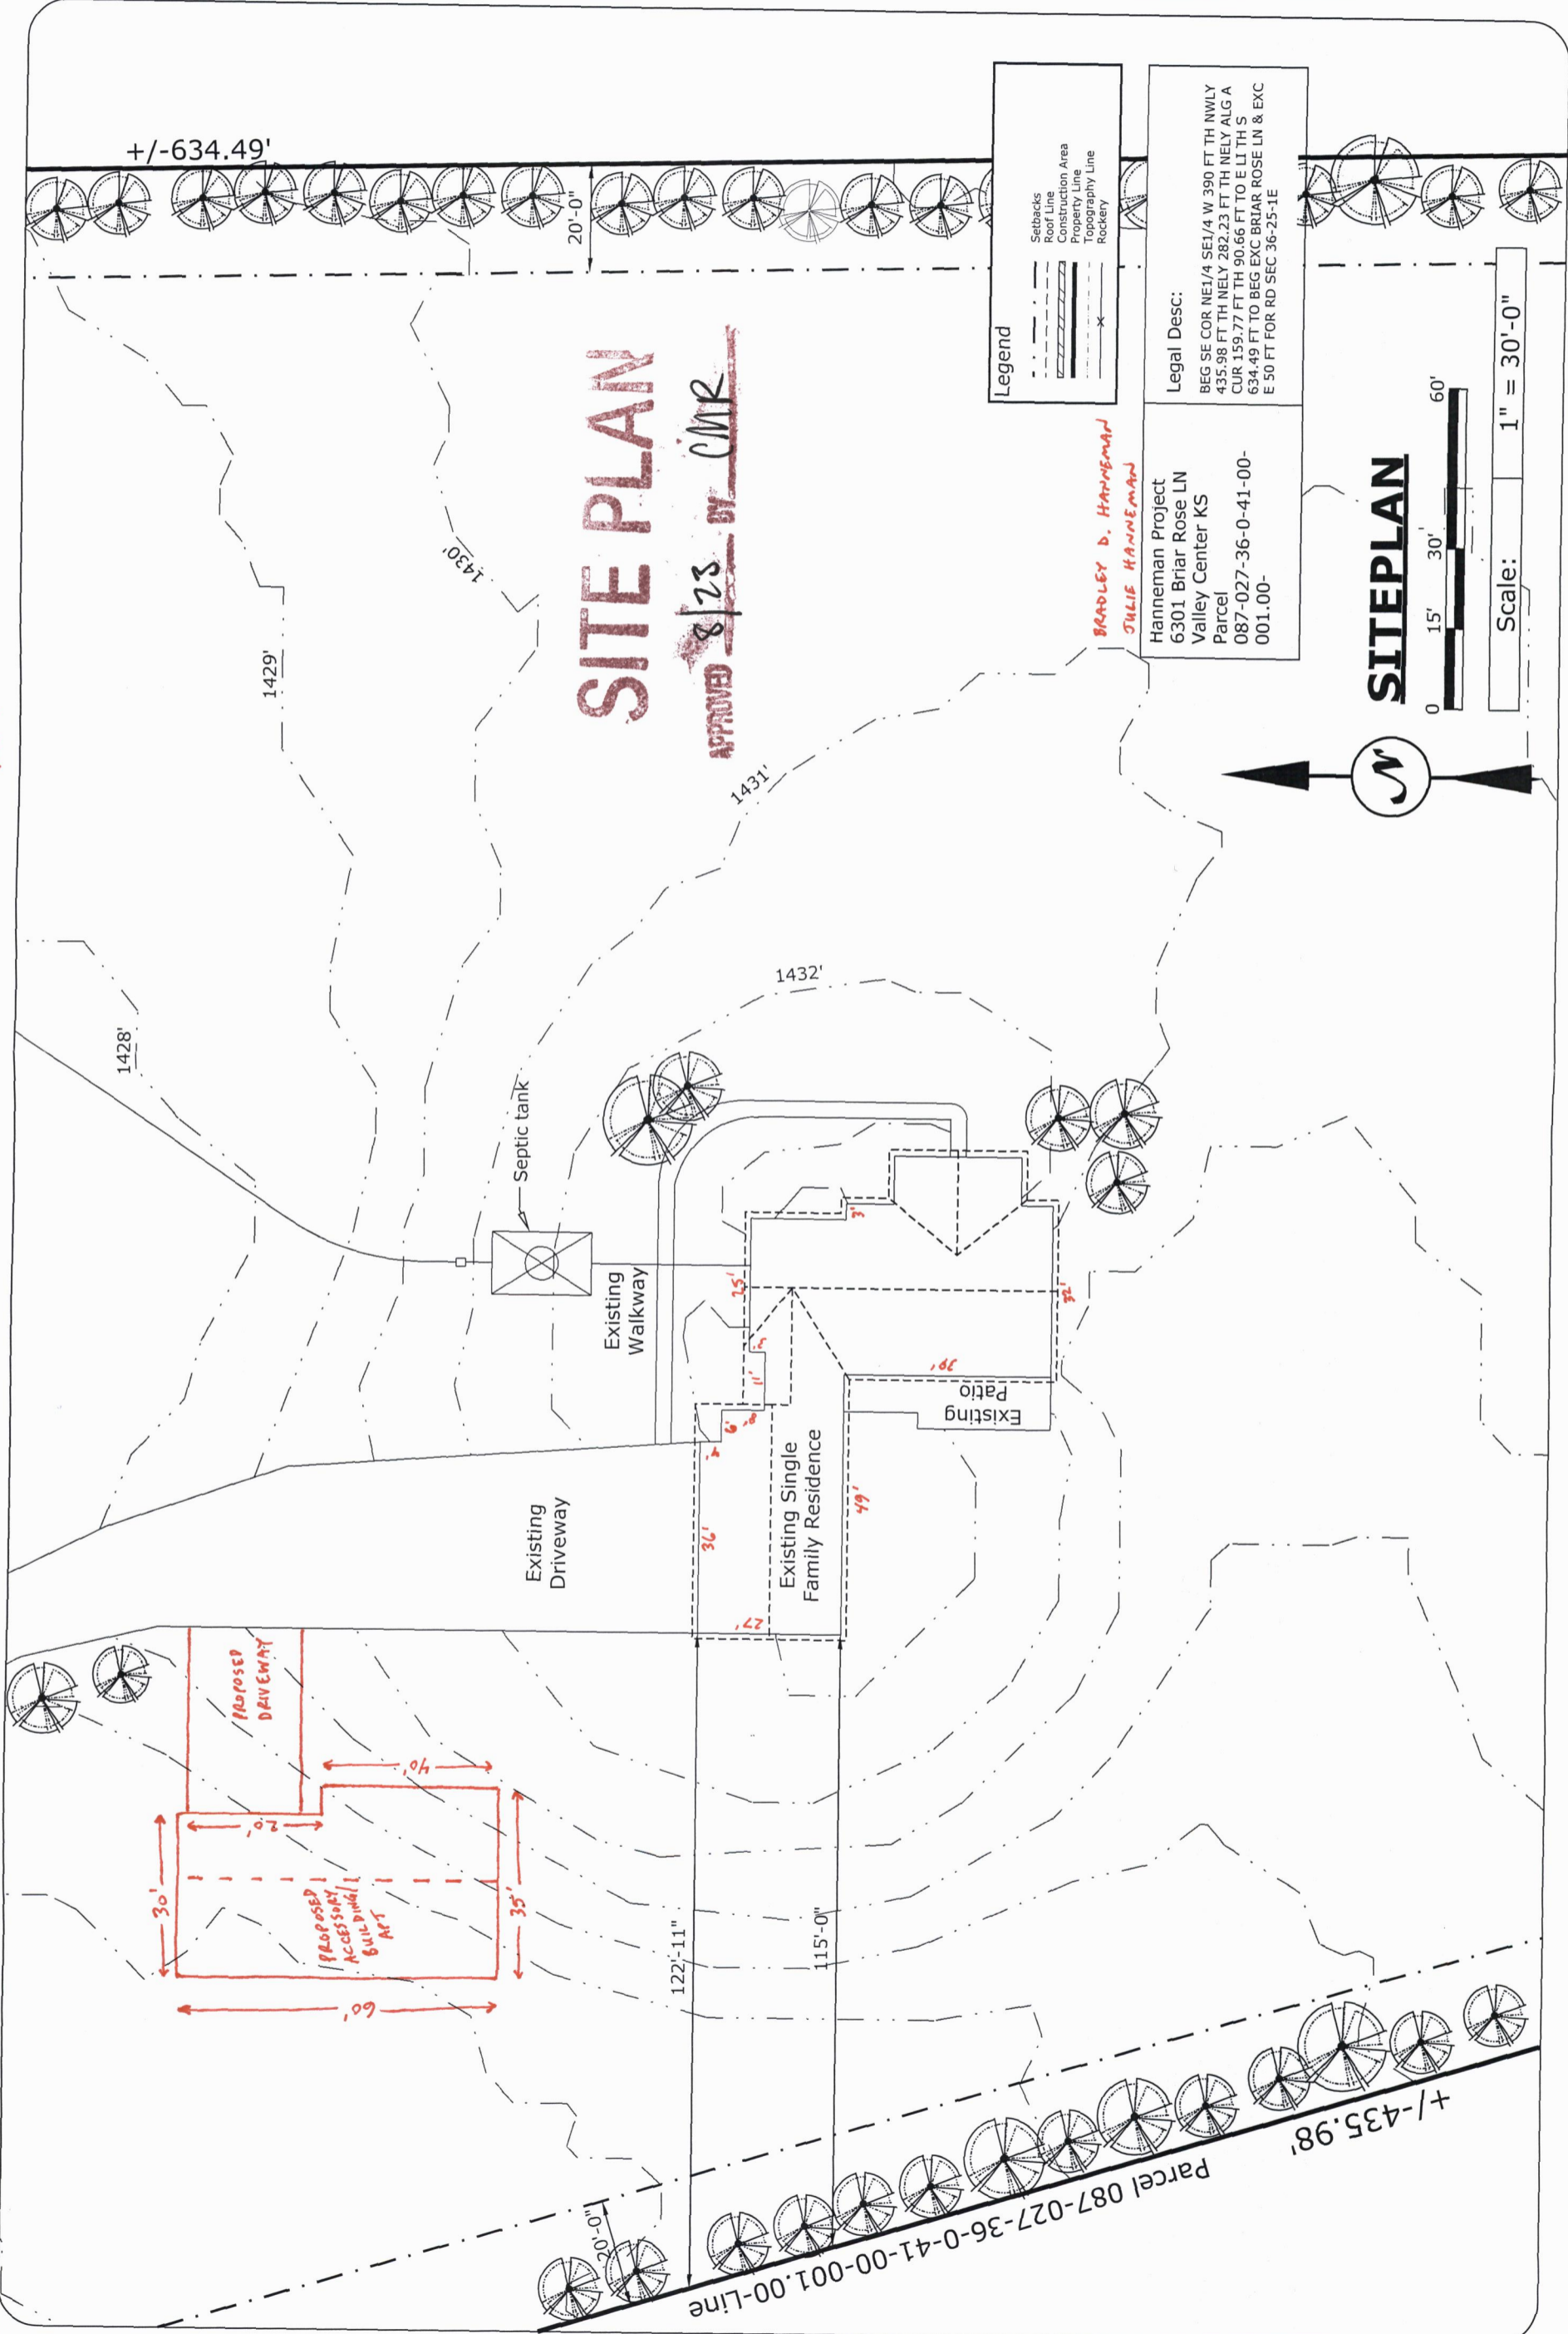 +/-634.49'
20'-0"
1429'
1430'
1428'
1431'
1432'
SITE PLAN
APPROVED 8/23 BY CMR
Septic tank
Existing
Walkway
Existing
Driveway
Existing Single
Family Residence
Existing
Patio
36'
27'
49'
6'
8'
11'
3'
25'
3'
32'
39'
PROPOSED
DRIVEWAY
PROPOSED
ACCESSORY
BUILDING/
APT
30'
20'
40'
35'
60'
122'-11"
115'-0"
20'-0"
Parcel 087-027-36-0-41-00-001.00-Line
+/-435.98'
Legend
Setbacks
Roof Line
Construction Area
Property Line
Topography Line
Rockery
BRADLEY D. HANNEMAN
JULIE HANNEMAN
Hanneman Project
6301 Briar Rose LN
Valley Center KS
Parcel
087-027-36-0-41-00-
001.00-
Legal Desc:
BEG SE COR NE1/4 SE1/4 W 390 FT TH NWLY
435.98 FT TH NELY 282.23 FT TH NELY ALG A
CUR 159.77 FT TH 90.66 FT TO E LI TH S
634.49 FT TO BEG EXC BRIAR ROSE LN & EXC
E 50 FT FOR RD SEC 36-25-1E
N
SITEPLAN
0 15' 30' 60'
Scale: 1" = 30'-0"